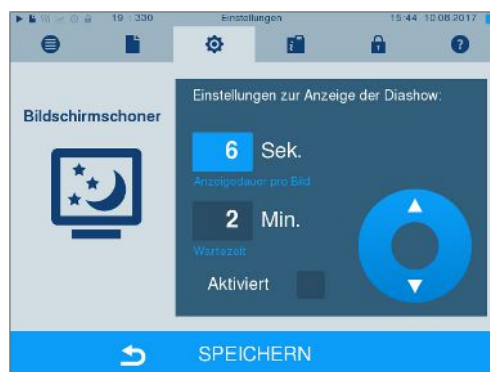 19 : 330 Einstellungen 15:44 10.08.2017
Bildschirmschoner
Einstellungen zur Anzeige der Diashow:
6 Sek.
Anzeigedauer pro Bild
2 Min.
Wartezeit
Aktiviert
SPEICHERN